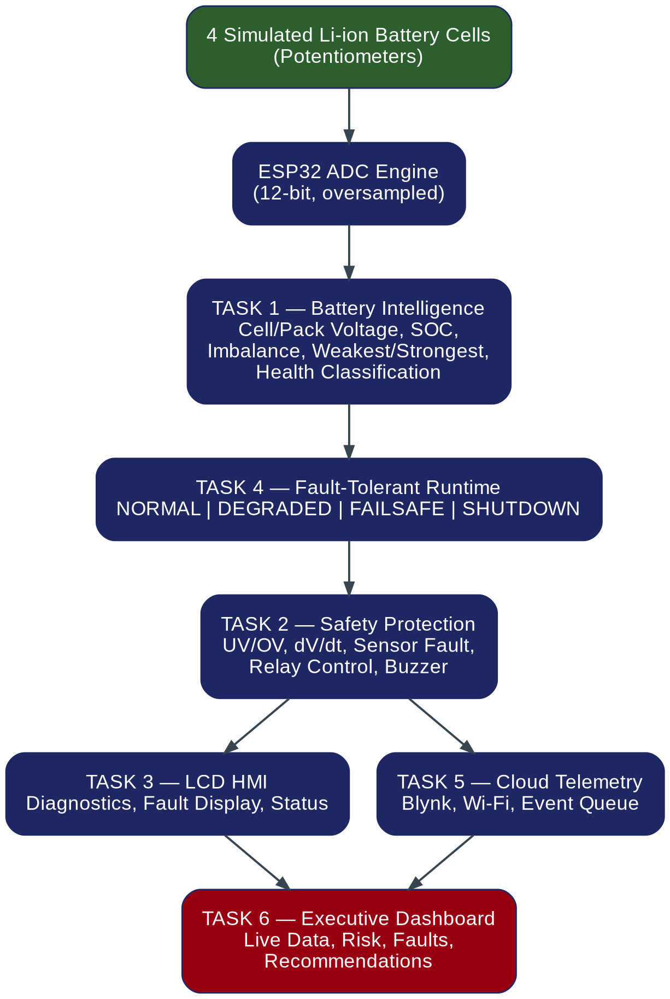 4 Simulated Li-ion Battery Cells
(Potentiometers)
ESP32 ADC Engine
(12-bit, oversampled)
TASK 1 — Battery Intelligence
Cell/Pack Voltage, SOC,
Imbalance, Weakest/Strongest,
Health Classification
TASK 4 — Fault-Tolerant Runtime
NORMAL | DEGRADED | FAILSAFE | SHUTDOWN
TASK 2 — Safety Protection
UV/OV, dV/dt, Sensor Fault,
Relay Control, Buzzer
TASK 3 — LCD HMI
Diagnostics, Fault Display, Status
TASK 5 — Cloud Telemetry
Blynk, Wi-Fi, Event Queue
TASK 6 — Executive Dashboard
Live Data, Risk, Faults,
Recommendations